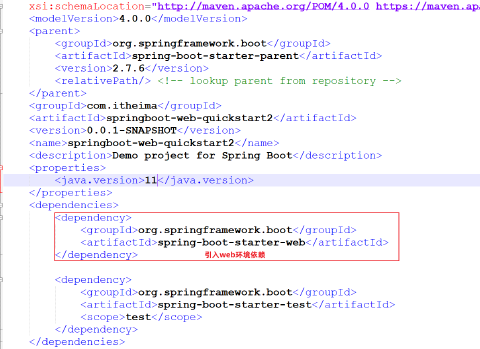 xsi:schemaLocation="http://maven.apache.org/POM/4.0.0 https://maven.ap
<modelVersion>4.0.0</modelVersion>
<parent>
<groupId>org.springframework.boot</groupId>
<artifactId>spring-boot-starter-parent</artifactId>
<version>2.7.6</version>
<relativePath/> <!-- lookup parent from repository -->
</parent>
<groupId>com.itheima</groupId>
<artifactId>springboot-web-quickstart2</artifactId>
<version>0.0.1-SNAPSHOT</version>
<name>springboot-web-quickstart2</name>
<description>Demo project for Spring Boot</description>
<properties>
<java.version>11</java.version>
</properties>
<dependencies>
<dependency>
<groupId>org.springframework.boot</groupId>
<artifactId>spring-boot-starter-web</artifactId>
</dependency> 引入web环境依赖
<dependency>
<groupId>org.springframework.boot</groupId>
<artifactId>spring-boot-starter-test</artifactId>
<scope>test</scope>
</dependency>
</dependencies>